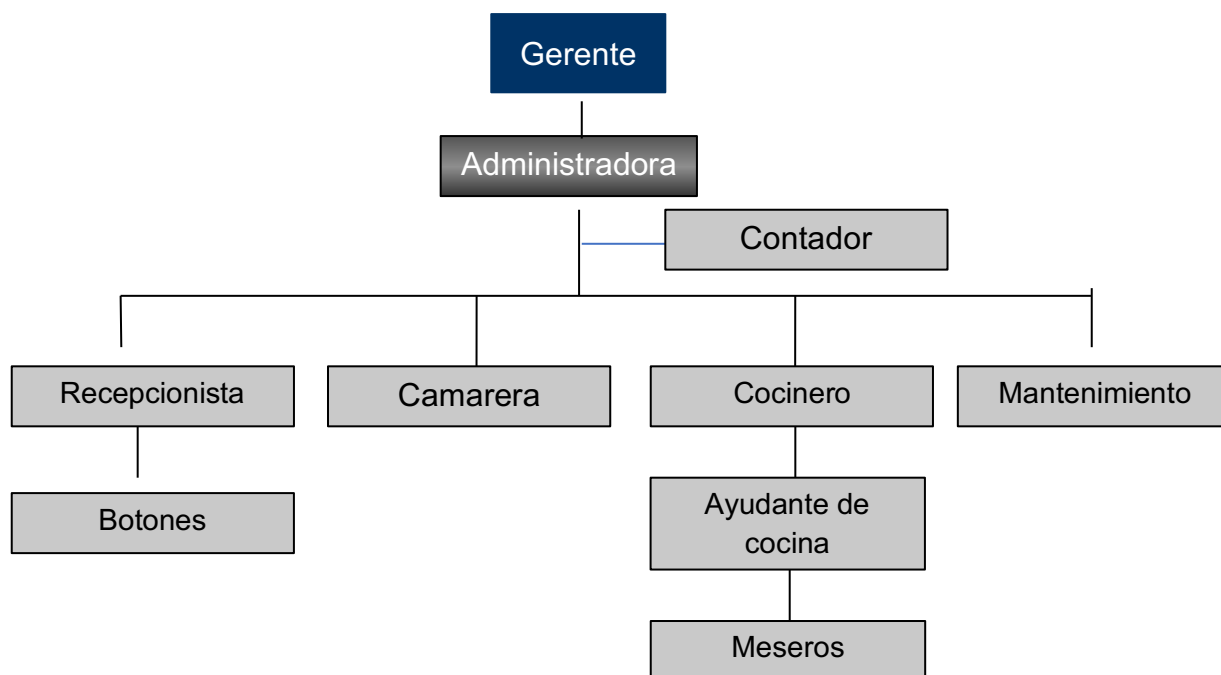 Gerente
Administradora
Contador
Recepcionista
Camarera
Cocinero
Mantenimiento
Botones
Ayudante de
cocina
Meseros